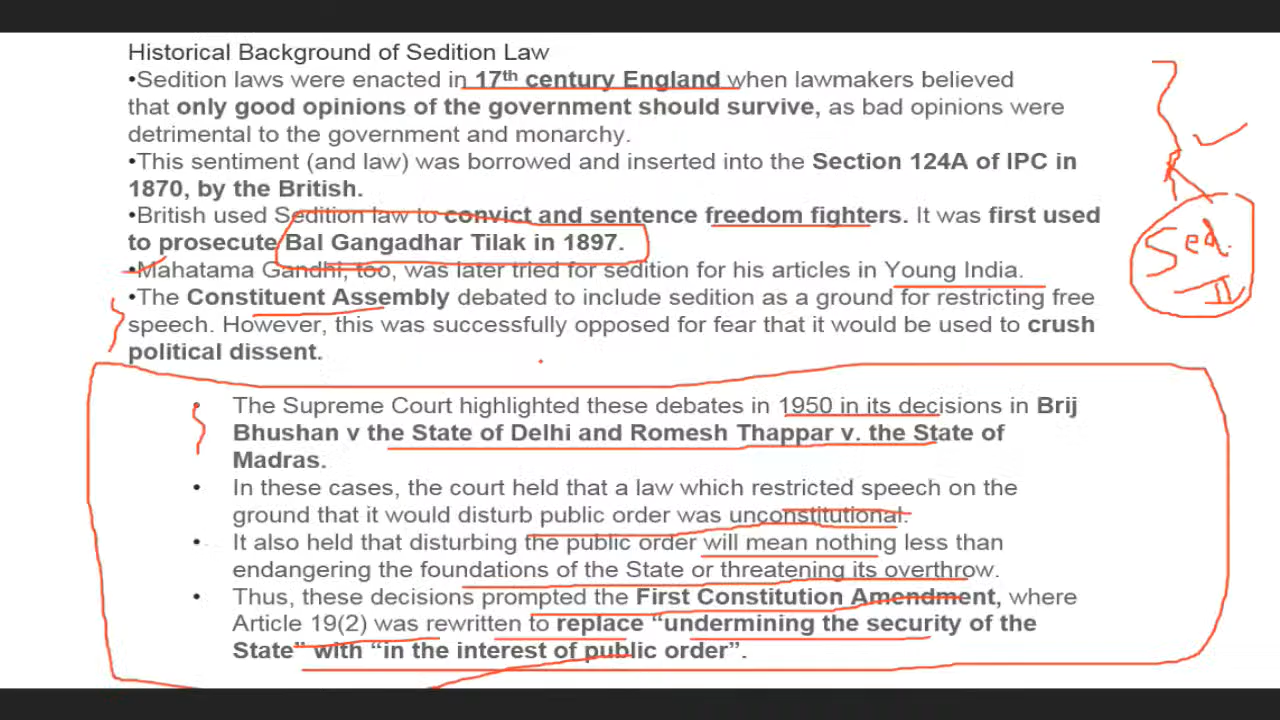 Historical Background of Sedition Law
•Sedition laws were enacted in 17th century England when lawmakers believed
that only good opinions of the government should survive, as bad opinions were
detrimental to the government and monarchy.
•This sentiment (and law) was borrowed and inserted into the Section 124A of IPC in
1870, by the British.
•British used Sedition law to convict and sentence freedom fighters. It was first used
to prosecute Bal Gangadhar Tilak in 1897.
•Mahatama Gandhi, too, was later tried for sedition for his articles in Young India.
•The Constituent Assembly debated to include sedition as a ground for restricting free
speech. However, this was successfully opposed for fear that it would be used to crush
political dissent.
• The Supreme Court highlighted these debates in 1950 in its decisions in Brij
Bhushan v the State of Delhi and Romesh Thappar v. the State of
Madras.
• In these cases, the court held that a law which restricted speech on the
ground that it would disturb public order was unconstitutional.
• It also held that disturbing the public order will mean nothing less than
endangering the foundations of the State or threatening its overthrow.
• Thus, these decisions prompted the First Constitution Amendment, where
Article 19(2) was rewritten to replace “undermining the security of the
State” with “in the interest of public order”.
Sed.